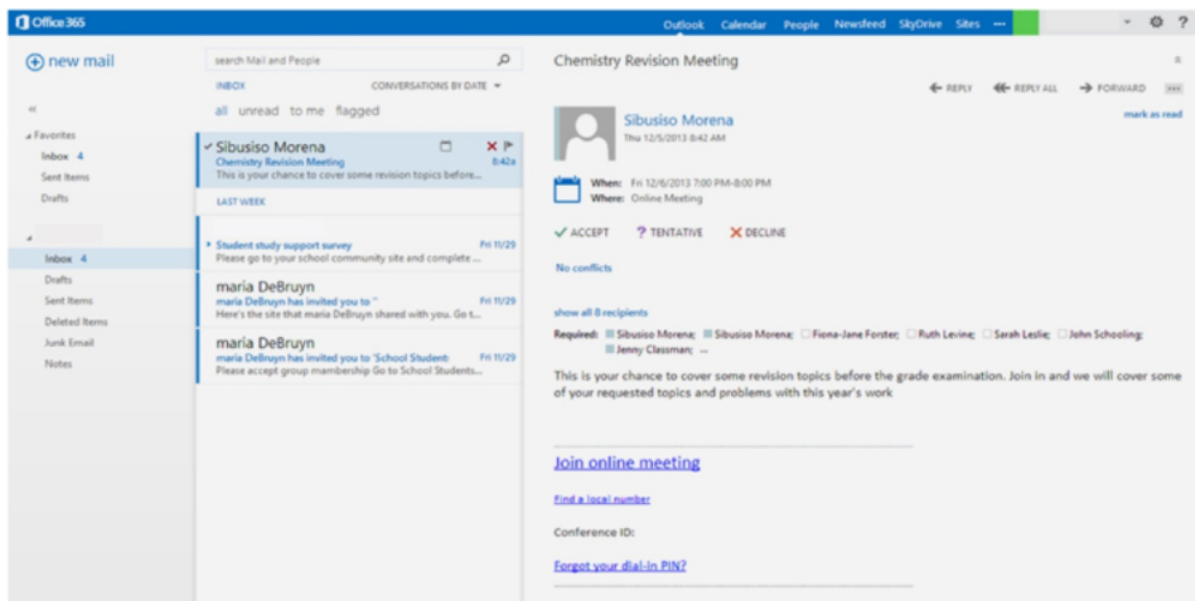 Office 365
Outlook Calendar People Newsfeed SkyDrive Sites ··· ?
new mail
«
Favorites
Inbox 4
Sent Items
Drafts
Inbox 4
Drafts
Sent Items
Deleted Items
Junk Email
Notes
search Mail and People
INBOX CONVERSATIONS BY DATE
all unread to me flagged
Sibusiso Morena
Chemistry Revision Meeting 8:42a
This is your chance to cover some revision topics before...
LAST WEEK
Student study support survey Fri 11/29
Please go to your school community site and complete ...
maria DeBruyn
maria DeBruyn has invited you to '' Fri 11/29
Here's the site that maria DeBruyn shared with you. Go t...
maria DeBruyn
maria DeBruyn has invited you to 'School Student: Fri 11/29
Please accept group mambership Go to School Students...
Chemistry Revision Meeting
REPLY REPLY ALL FORWARD ···
Sibusiso Morena mark as read
Thu 12/5/2013 8:42 AM
When: Fri 12/6/2013 7:00 PM-8:00 PM
Where: Online Meeting
ACCEPT ? TENTATIVE DECLINE
No conflicts
show all 8 recipients
Required: Sibusiso Morena; Sibusiso Morena; Fiona-Jane Forster; Ruth Levine; Sarah Leslie; John Schooling;
Jenny Classman; ...
This is your chance to cover some revision topics before the grade examination. Join in and we will cover some
of your requested topics and problems with this year's work
Join online meeting
Find a local number
Conference ID:
Forgot your dial-in PIN?